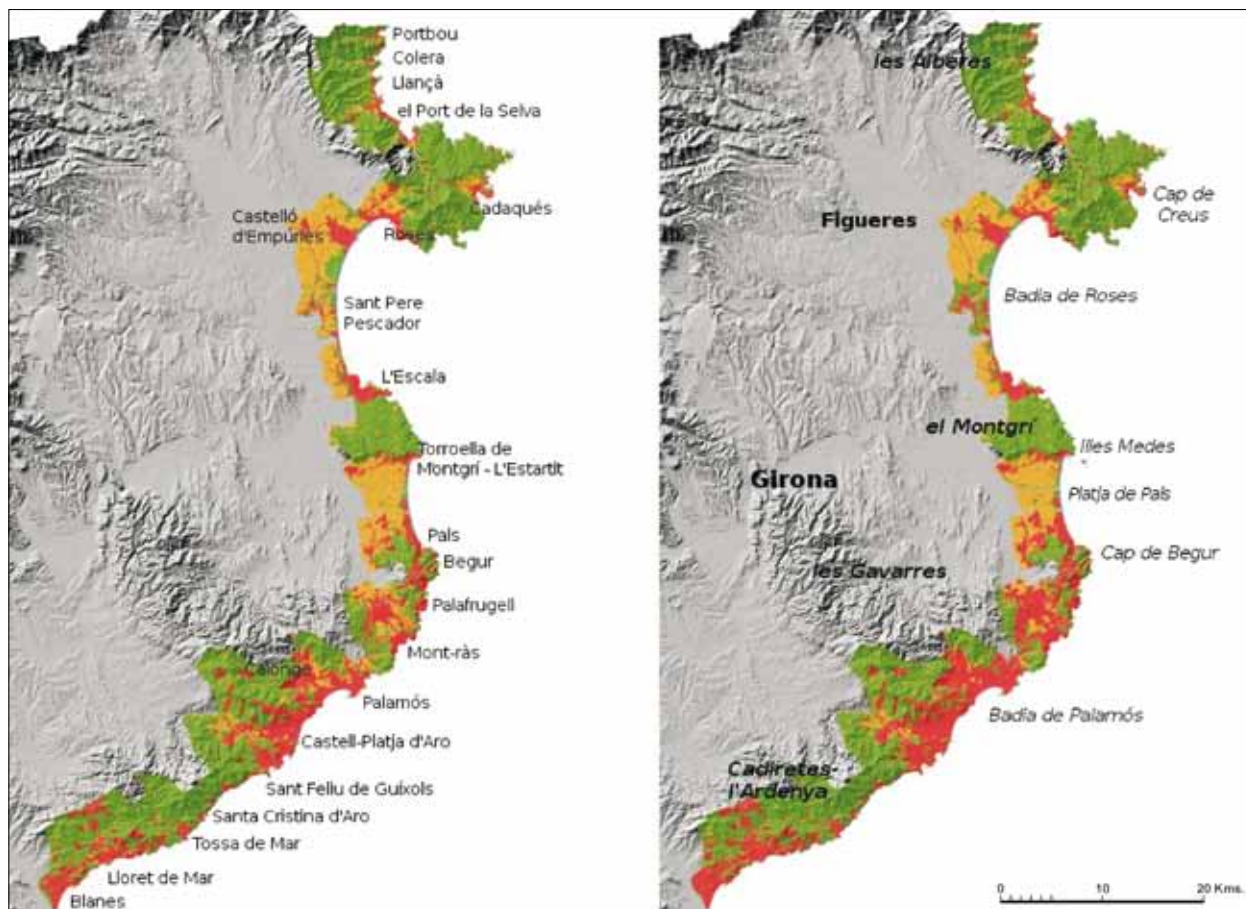 Portbou
Colera
Llançà
el Port de la Selva
Cadaqués
Castelló
d'Empúries
Roses
Sant Pere
Pescador
L'Escala
Torroella de
Montgrí - L'Estartit
Pals
Begur
Palafrugell
Mont-ràs
Calonge
Palamós
Castell-Platja d'Aro
Sant Feliu de Guíxols
Santa Cristina d'Aro
Tossa de Mar
Lloret de Mar
Blanes
les Alberes
Cap de
Creus
Figueres
Badia de Roses
el Montgrí
Illes Medes
Girona
Platja de Pals
Cap de Begur
les Gavarres
Badia de Palamós
Cadiretes-
l'Ardenya
0 10 20 Kms.